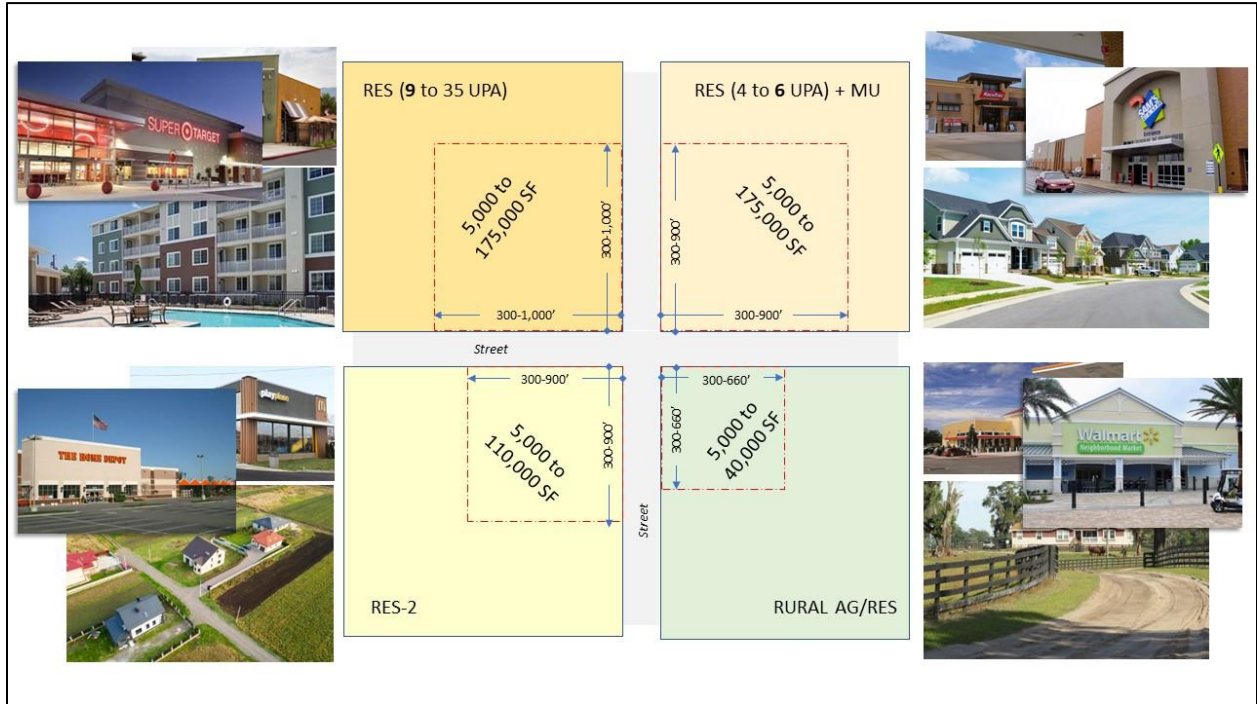 SUPER TARGET
RES (9 to 35 UPA)
5,000 to
175,000 SF
300-1,000’
300-1,000’
RES (4 to 6 UPA) + MU
5,000 to
175,000 SF
300-900’
300-900’
SAM'S
Street
THE HOME DEPOT
playplace
300-900’
5,000 to
110,000 SF
300-900’
RES-2
Street
300-660’
300-660’
5,000 to
40,000 SF
RURAL AG/RES
Walmart
Neighborhood Market